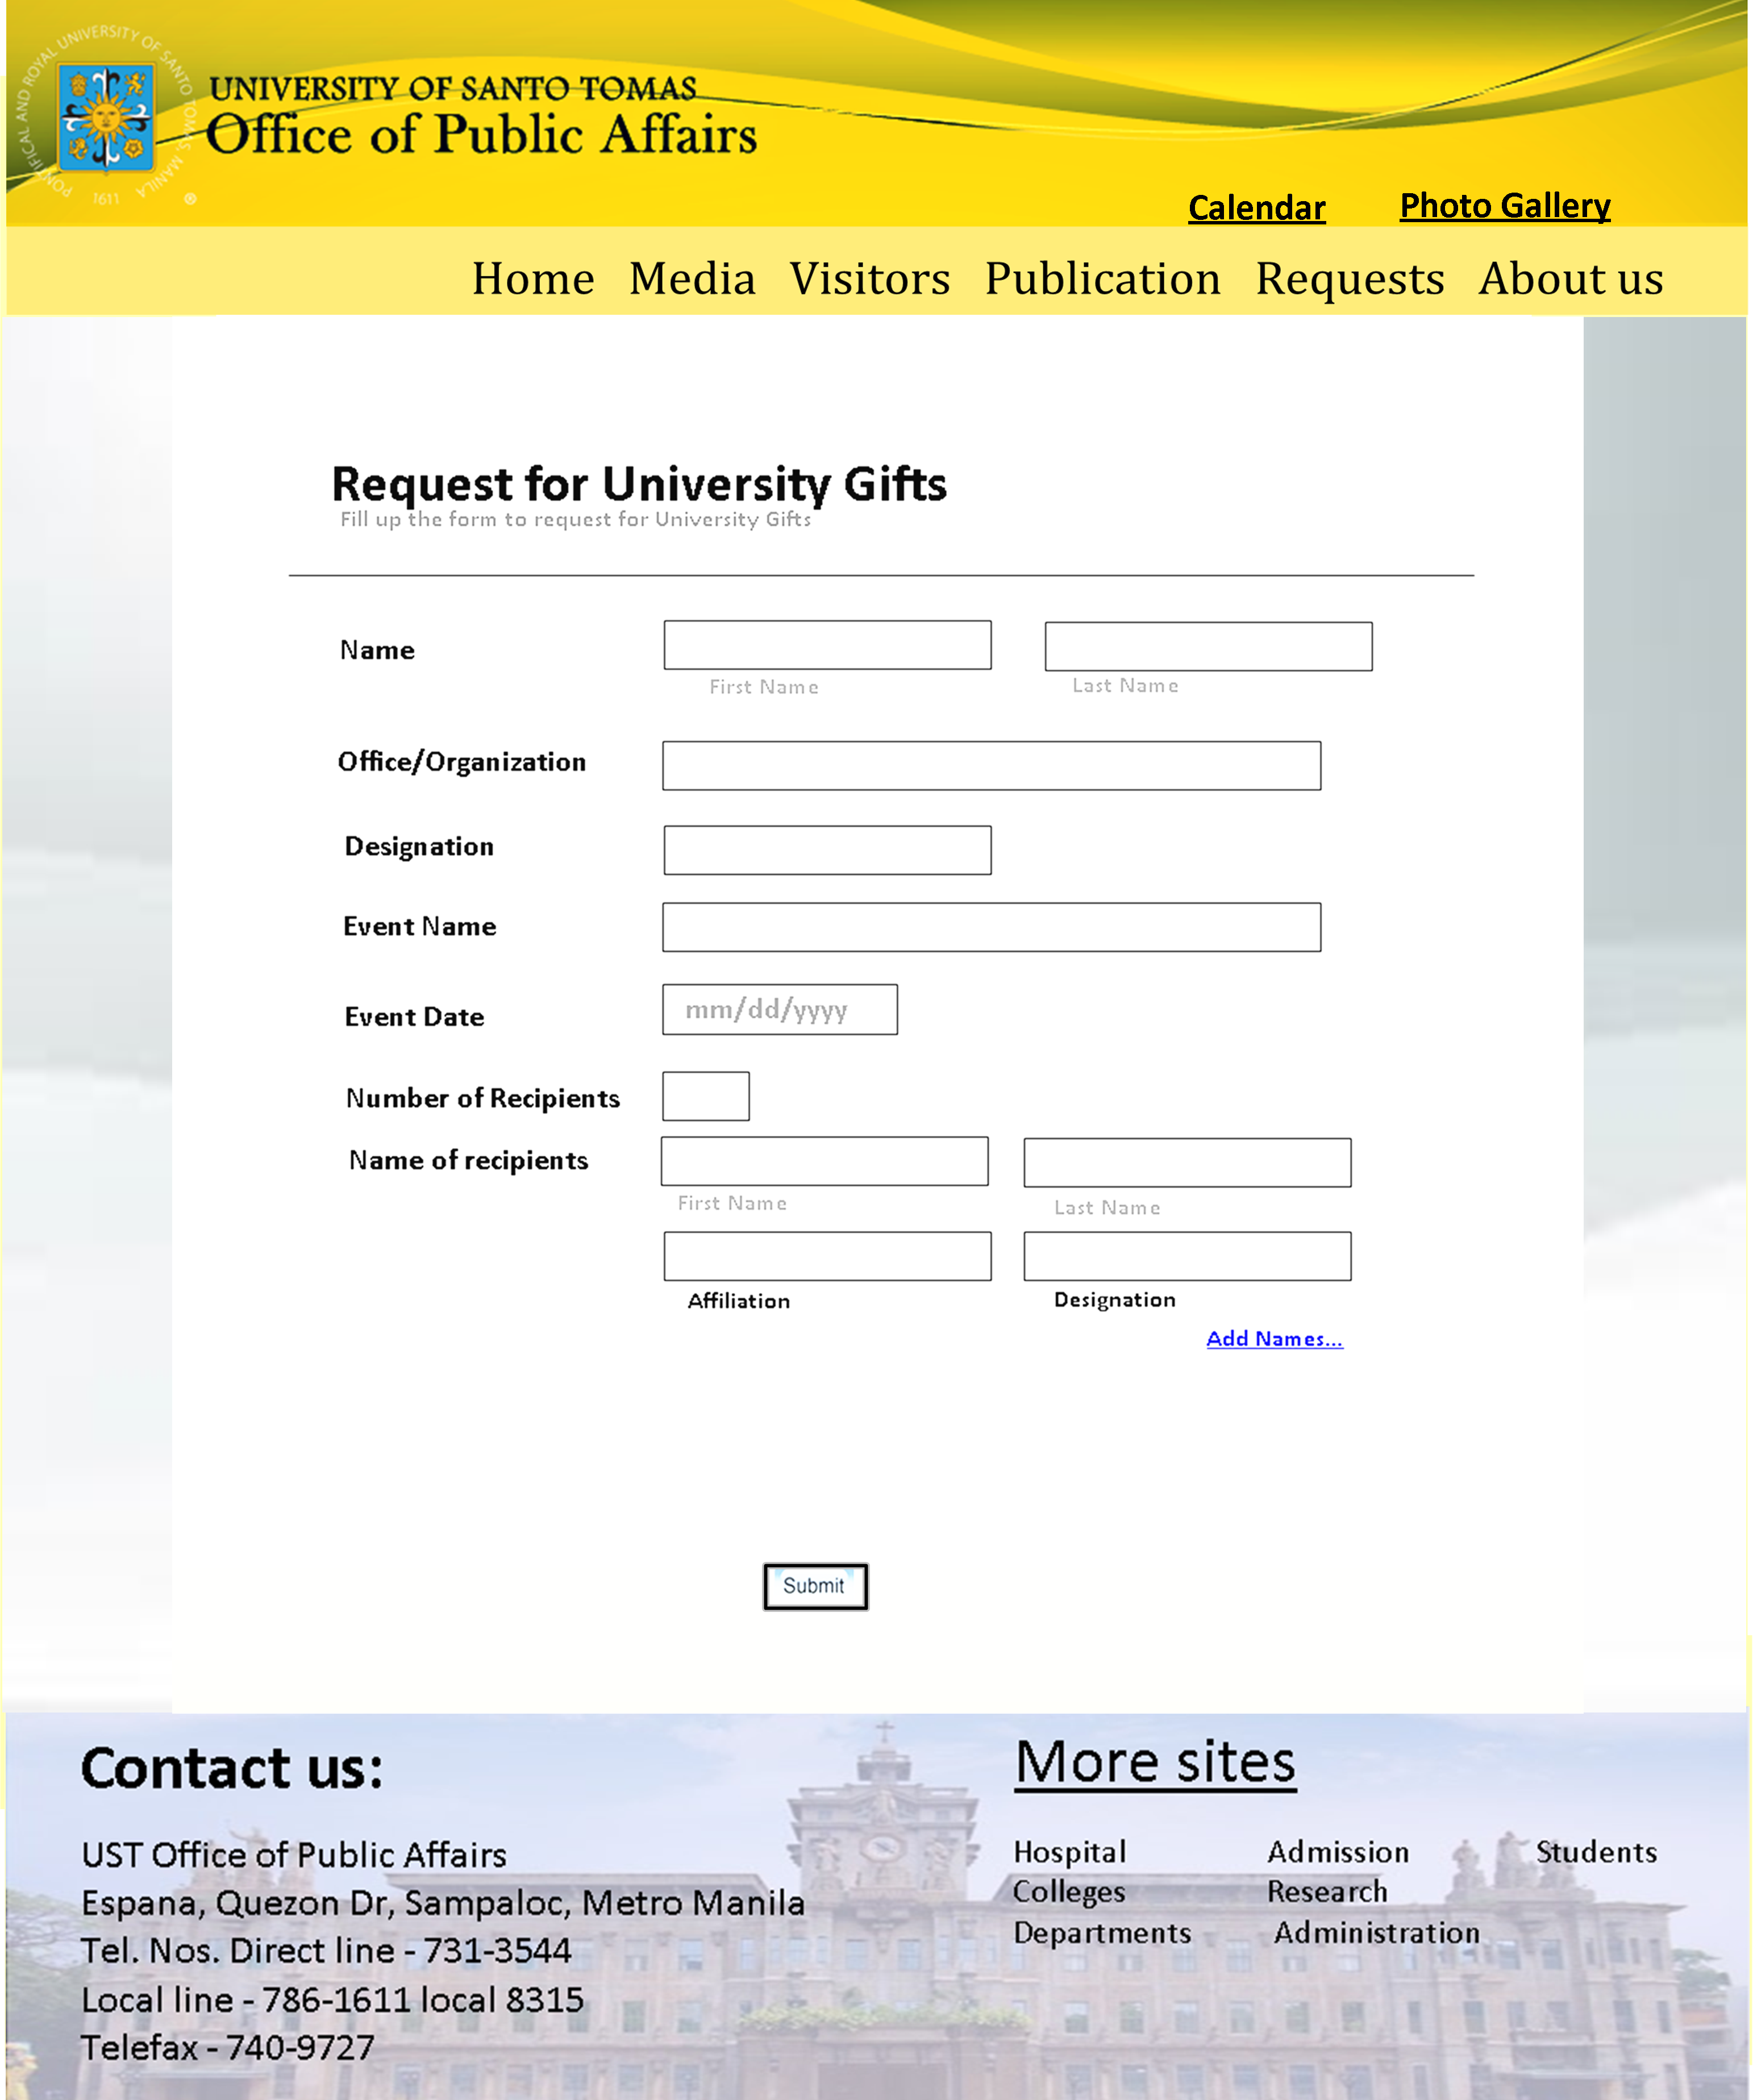 PONTIFICAL AND ROYAL UNIVERSITY OF SANTO TOMAS, MANILA
1611
®
UNIVERSITY OF SANTO TOMAS
Office of Public Affairs
Calendar Photo Gallery
Home Media Visitors Publication Requests About us
Request for University Gifts
Fill up the form to request for University Gifts
Name
First Name Last Name
Office/Organization
Designation
Event Name
Event Date mm/dd/yyyy
Number of Recipients
Name of recipients
First Name Last Name
Affiliation Designation
Add Names...
Submit
Contact us:
UST Office of Public Affairs
Espana, Quezon Dr, Sampaloc, Metro Manila
Tel. Nos. Direct line - 731-3544
Local line - 786-1611 local 8315
Telefax - 740-9727
More sites
Hospital Admission Students
Colleges Research
Departments Administration